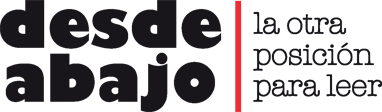 desde
abajo
la otra
posición
para leer